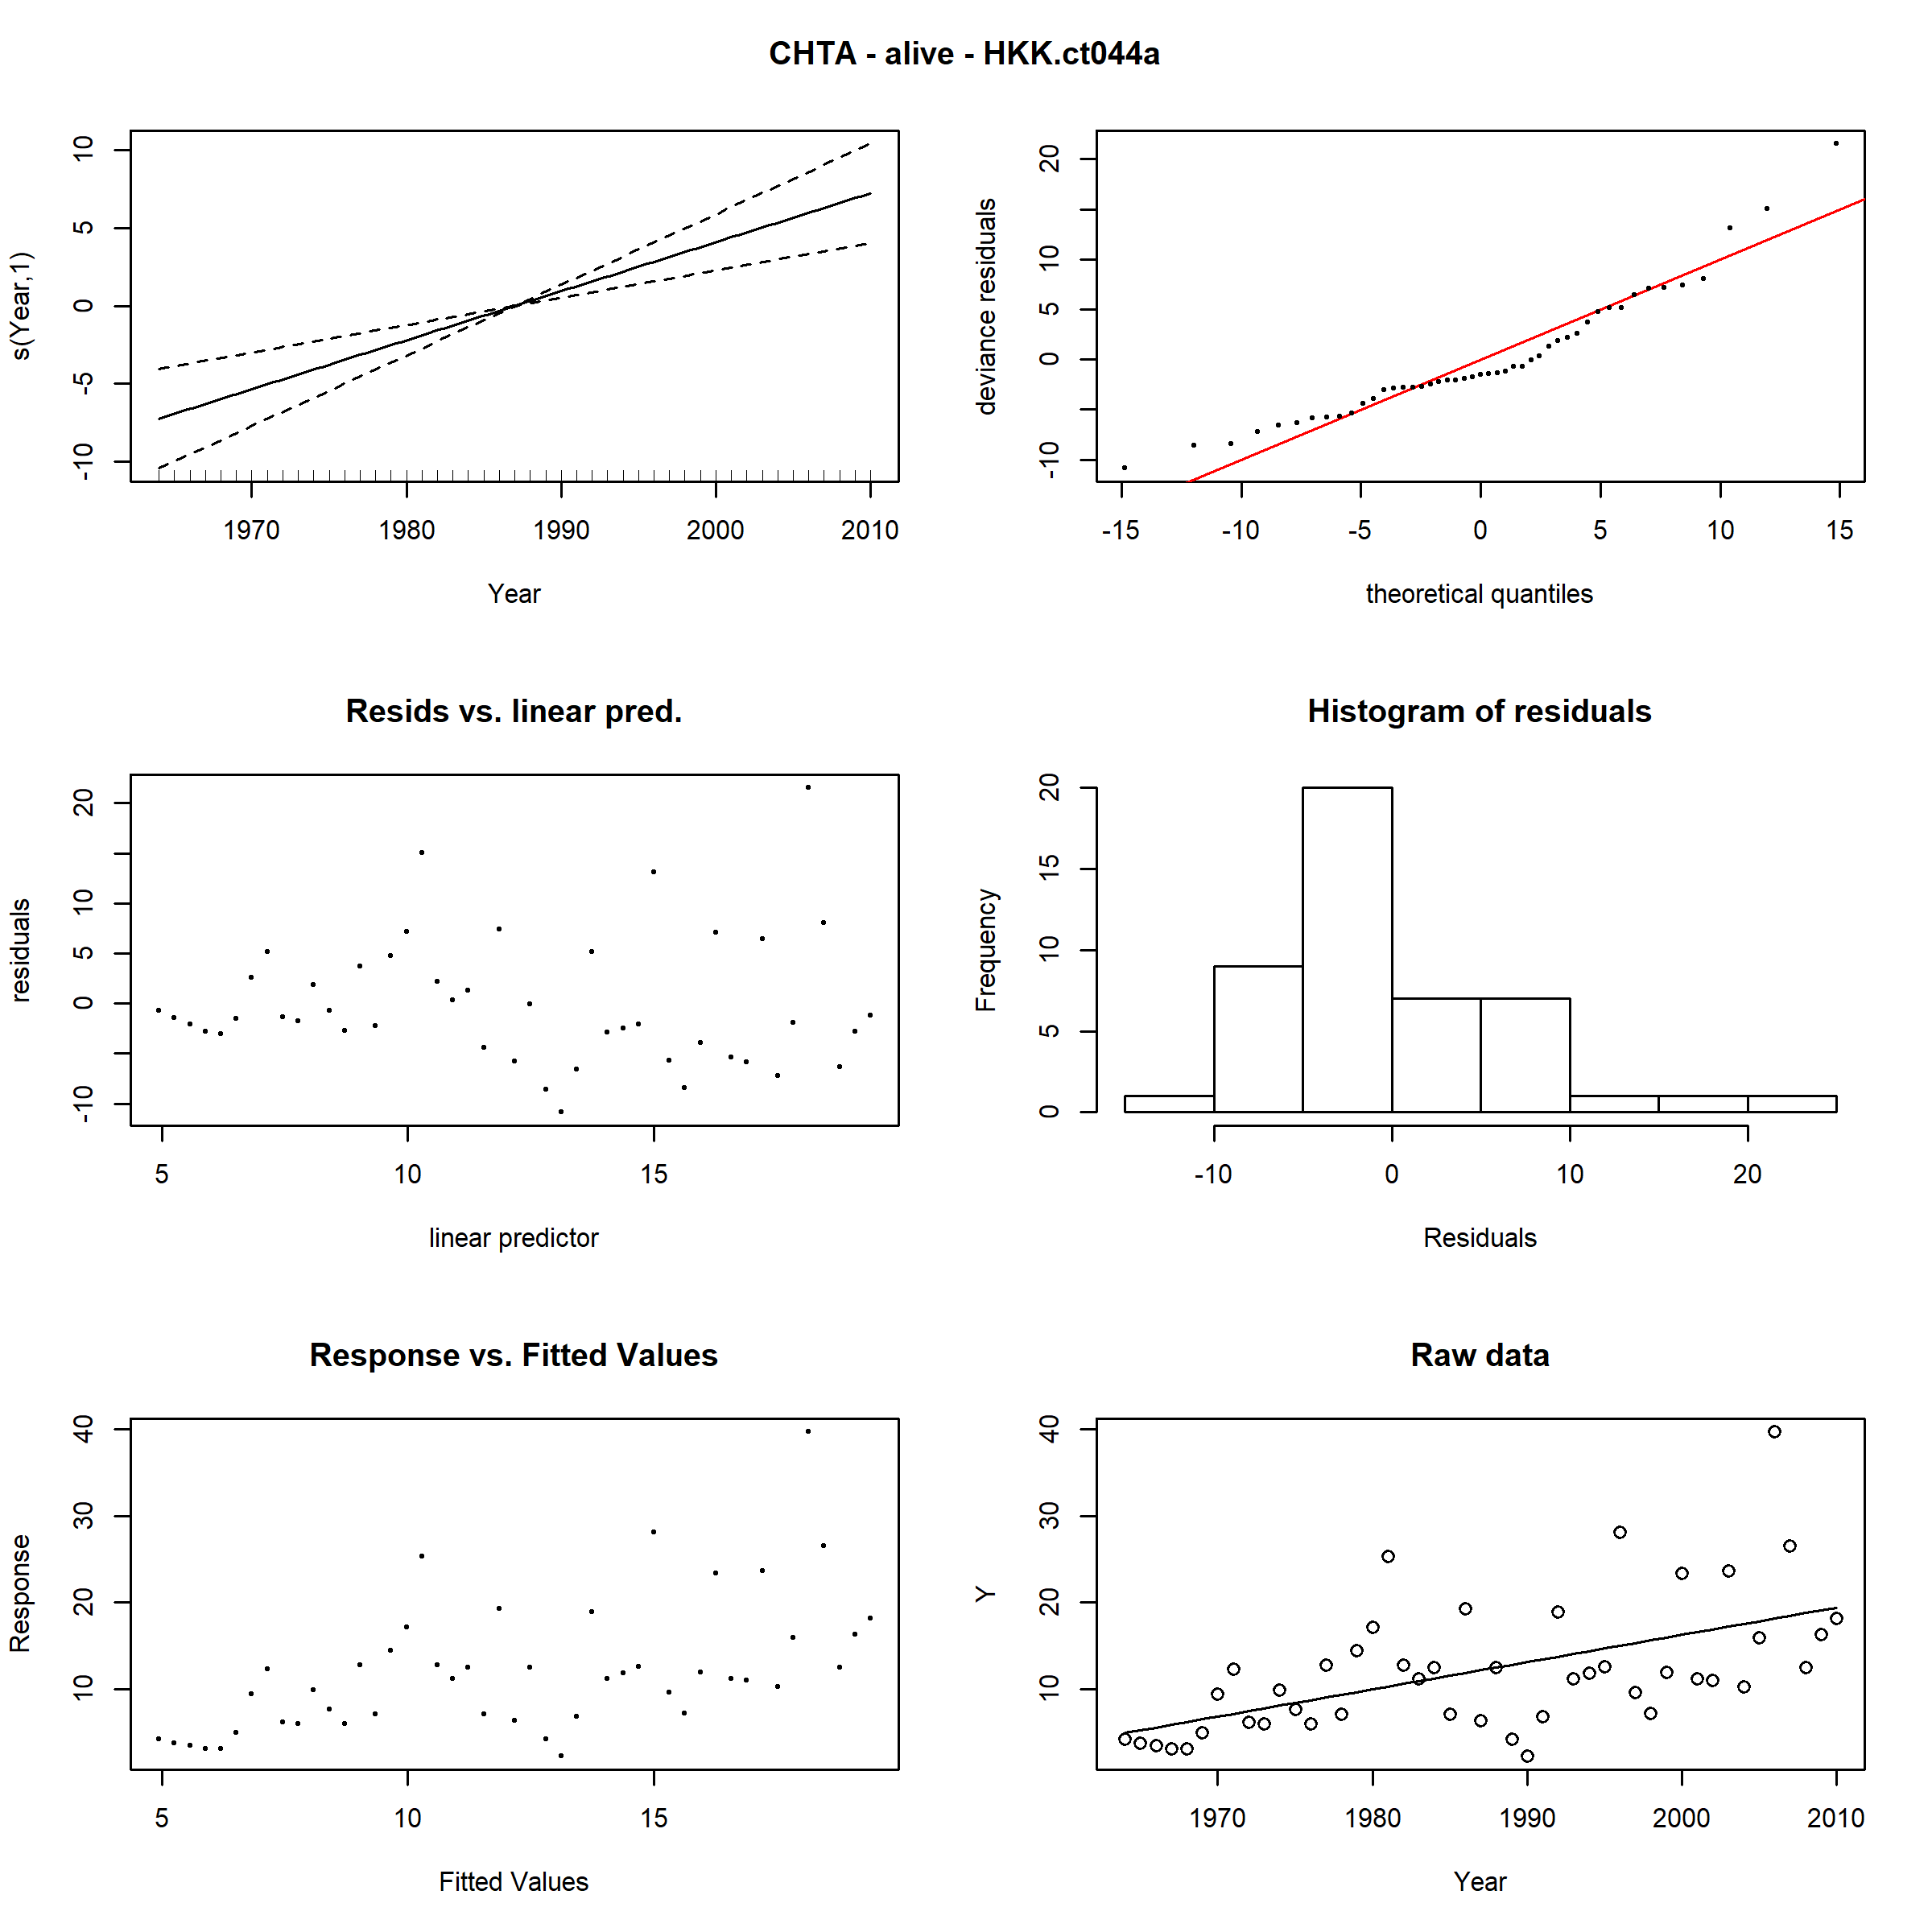 CHTA - alive - HKK.ct044a
s(Year,1)
10
5
0
-5
-10
1970 1980 1990 2000 2010
Year
deviance residuals
20
10
5
0
-10
-15 -10 -5 0 5 10 15
theoretical quantiles
Resids vs. linear pred.
residuals
20
10
5
0
-10
5 10 15
linear predictor
Histogram of residuals
Frequency
20
15
10
5
0
-10 0 10 20
Residuals
Response vs. Fitted Values
Response
40
30
20
10
5 10 15
Fitted Values
Raw data
Y
40
30
20
10
1970 1980 1990 2000 2010
Year